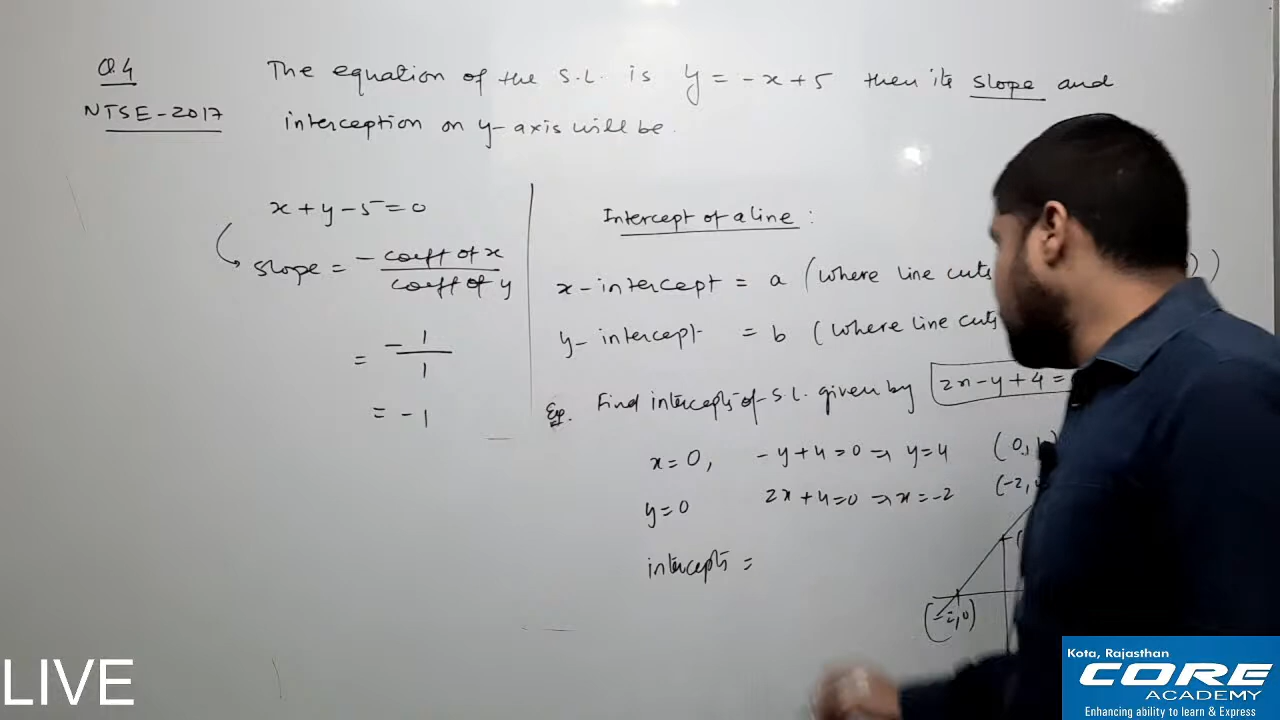 Q.4
NTSE-2017
The equation of the S.L. is y = -x + 5 then its slope and
interception on y-axis will be.
x + y - 5 = 0
slope = - coeff of x / coeff of y
= - 1 / 1
= -1
Intercept of a line :
x-intercept = a (where line cuts
y-intercept = b (where line cuts
Eg. Find intercepts of S.L. given by 2x - y + 4 =
x = 0, -y + 4 = 0 ⇒ y = 4 (0,
y = 0 2x + 4 = 0 ⇒ x = -2 (-2,
intercepts =
(-2,0)
LIVE
Kota, Rajasthan
CORE
ACADEMY
Enhancing ability to learn & Express